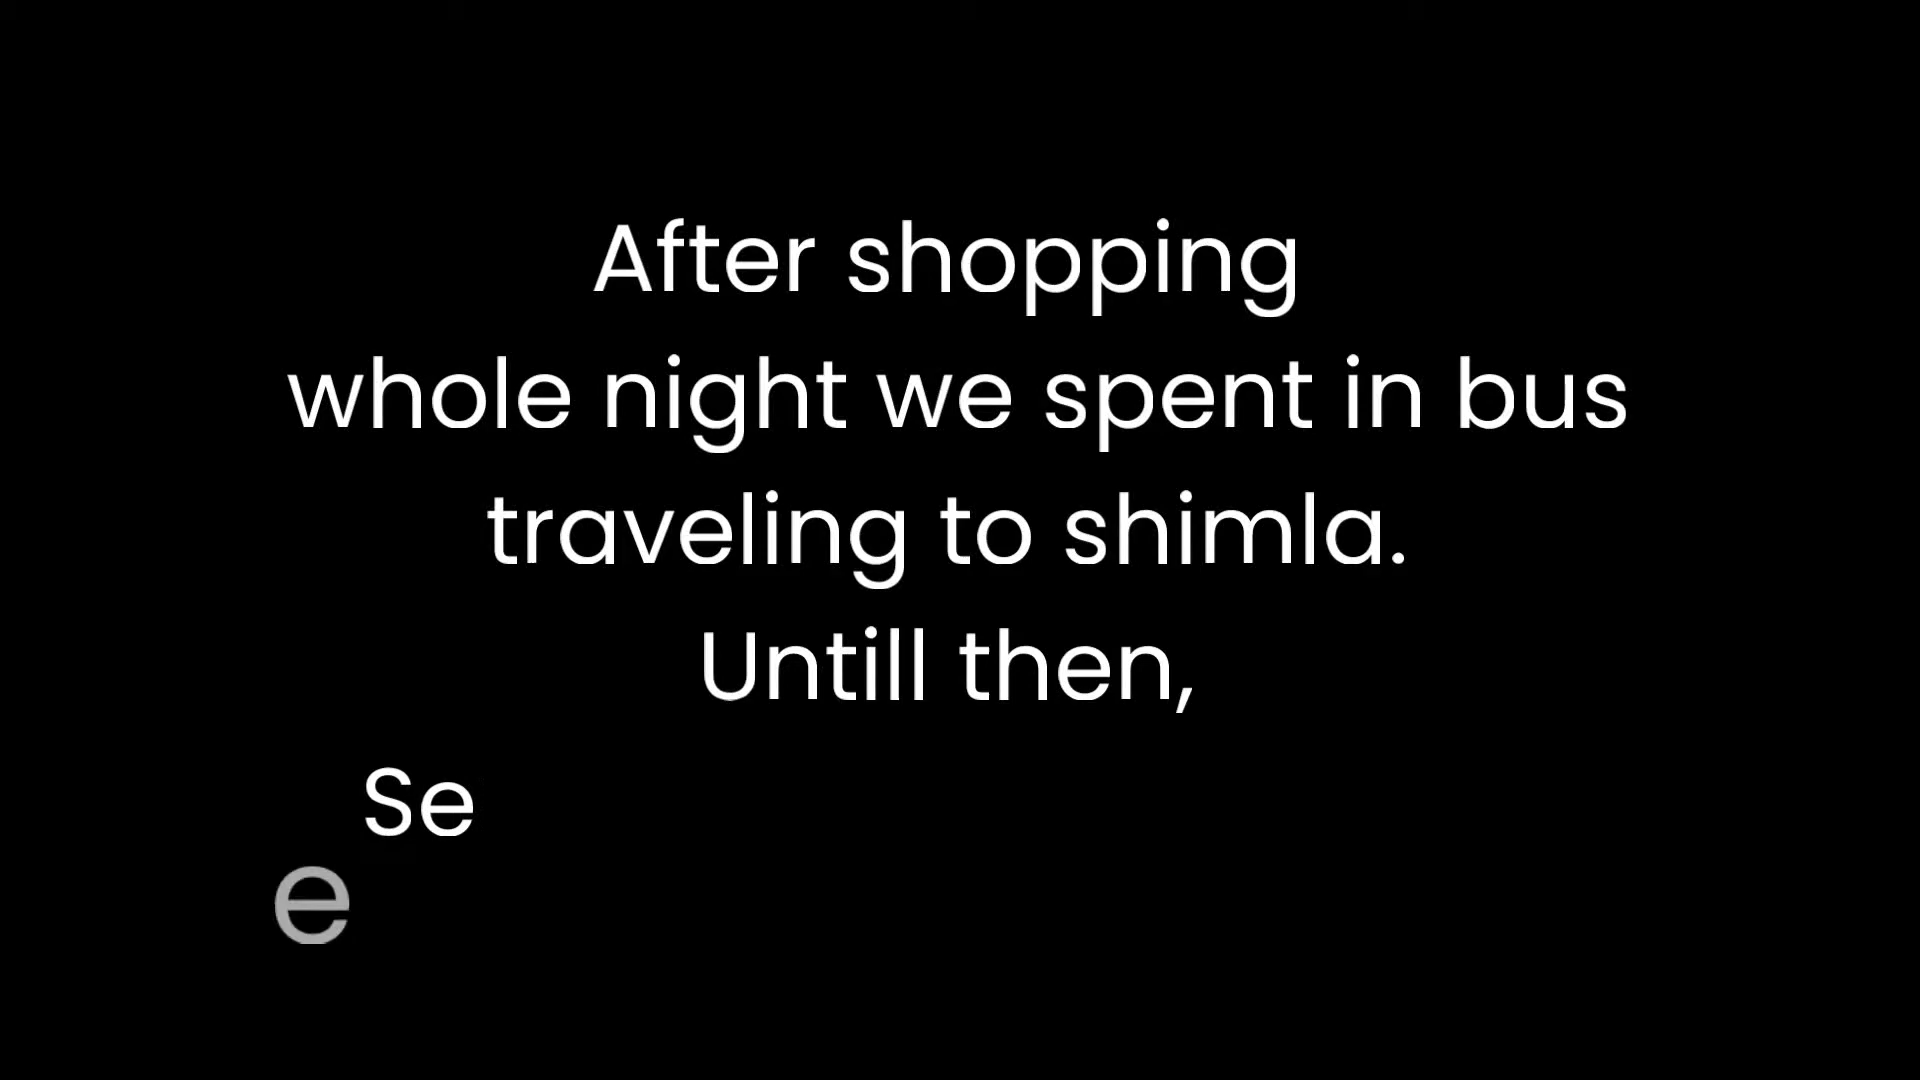 After shopping
whole night we spent in bus
traveling to shimla.
Untill then,
Se
e